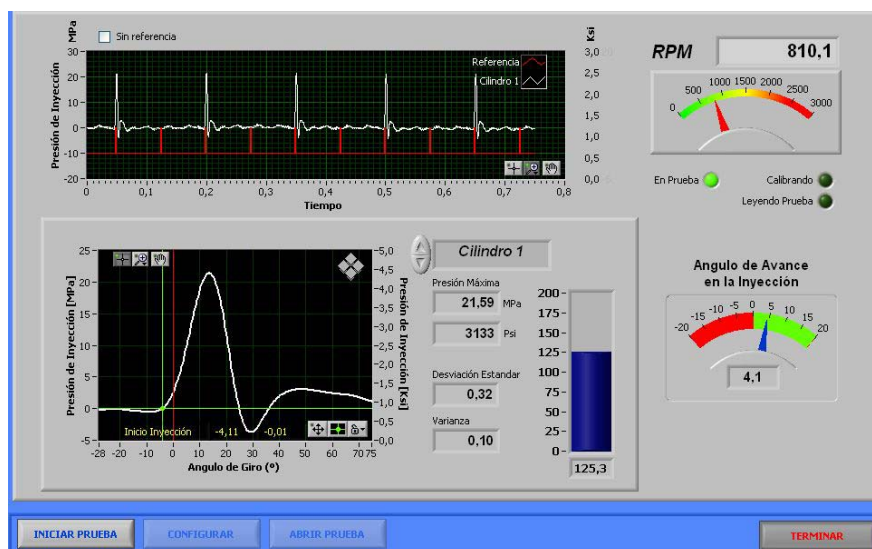 MPa
Sin referencia
Ksi
30
20
10
0
-10
-20
Presión de Inyección
Referencia
Cilindro 1
3,0
2,5
2,0
1,5
1,0
0,5
0,0
0 0,1 0,2 0,3 0,4 0,5 0,6 0,7 0,8
Tiempo
RPM 810,1
0 500 1000 1500 2000 2500 3000
En Prueba
Calibrando
Leyendo Prueba
25
20
15
10
5
0
-5
Presión de Inyección [MPa]
-5,0
-4,5
-4,0
-3,5
-3,0
-2,5
-2,0
-1,5
-1,0
-0,5
-0,0
Presión de Inyección [Ksi]
Inicio Inyección -4,11 -0,01
-28 -20 -10 0 10 20 30 40 50 60 70 75
Angulo de Giro (º)
Cilindro 1
Presión Máxima
21,59 MPa
3133 Psi
Desviación Estandar
0,32
Varianza
0,10
200
175
150
125
100
75
50
25
0
125,3
Angulo de Avance
en la Inyección
-20 -15 -10 -5 0 5 10 15 20
4,1
INICIAR PRUEBA
CONFIGURAR
ABRIR PRUEBA
TERMINAR